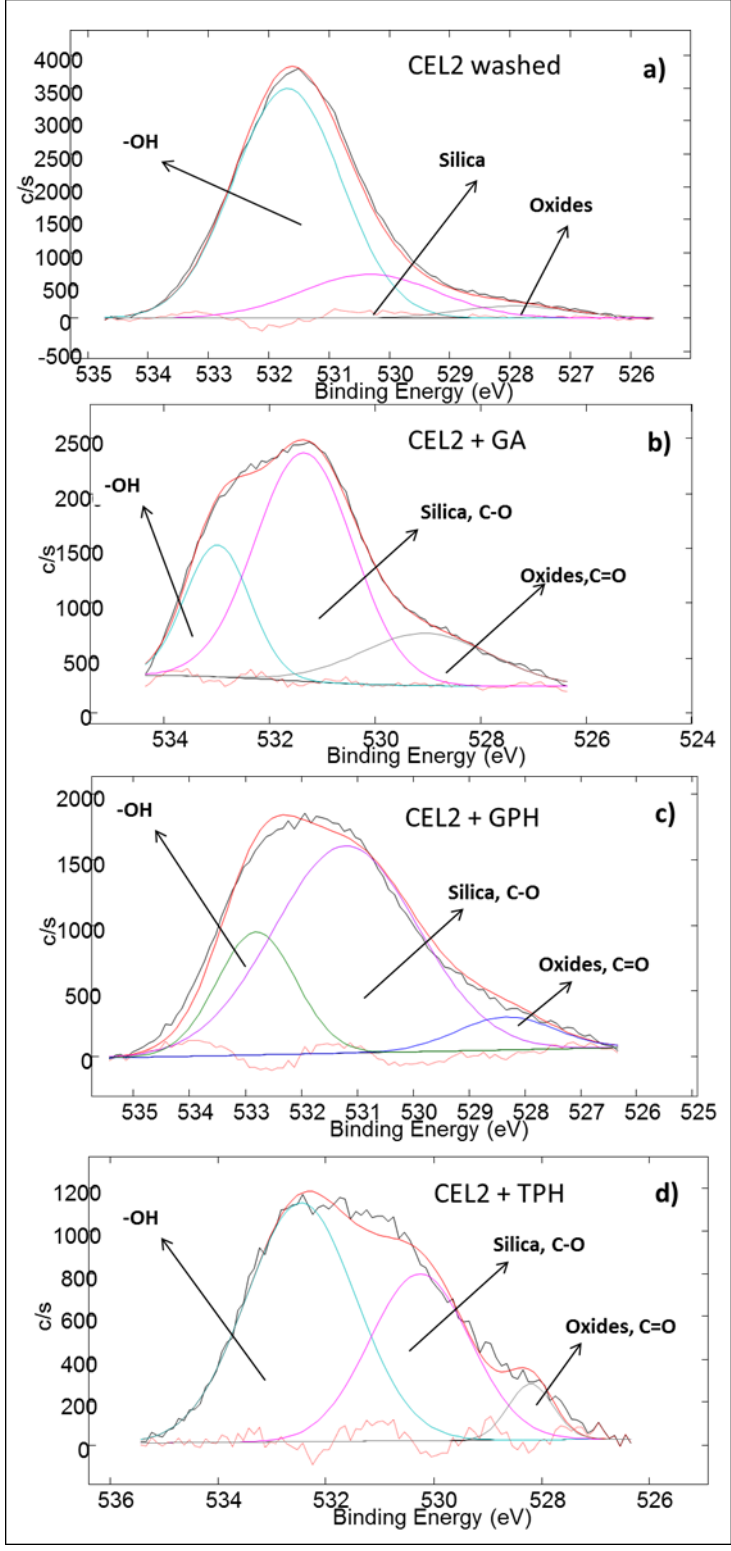 CEL2 washed
a)
4000
3500
3000
2500
2000
1500
1000
500
0
-500
c/s
-OH
Silica
Oxides
535 534 533 532 531 530 529 528 527 526
Binding Energy (eV)
CEL2 + GA
b)
2500
200
1500
1000
500
0
c/s
-OH
Silica, C-O
Oxides,C=O
534 532 530 528 526 524
Binding Energy (eV)
CEL2 + GPH
c)
2000
1500
1000
500
0
c/s
-OH
Silica, C-O
Oxides, C=O
535 534 533 532 531 530 529 528 527 526 525
Binding Energy (eV)
CEL2 + TPH
d)
1200
1000
800
600
400
200
0
c/s
-OH
Silica, C-O
Oxides, C=O
536 534 532 530 528 526
Binding Energy (eV)